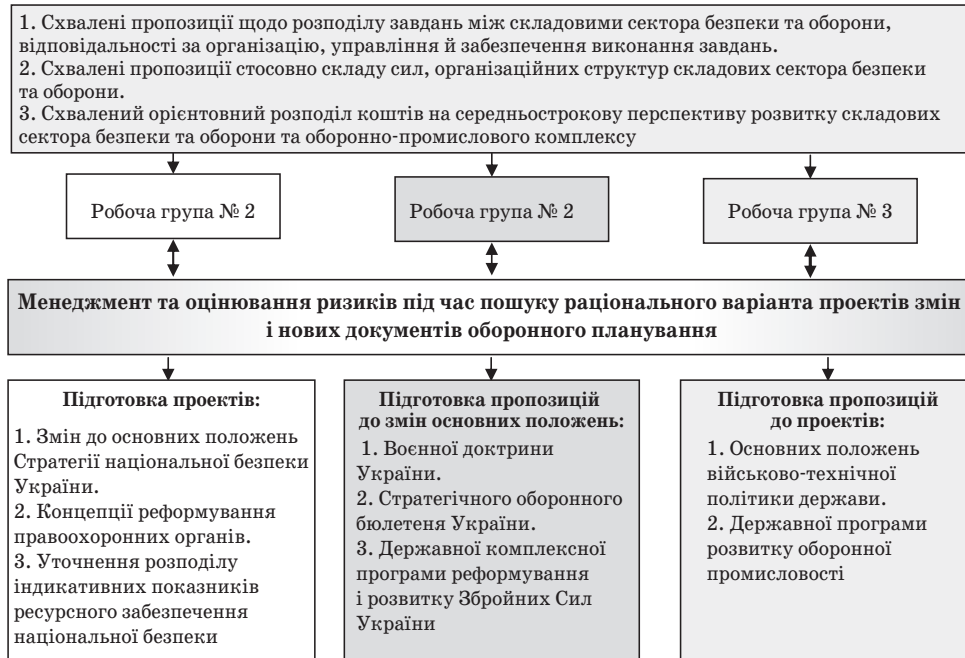 1. Схвалені пропозиції щодо розподілу завдань між складовими сектора безпеки та оборони,
відповідальності за організацію, управління й забезпечення виконання завдань.
2. Схвалені пропозиції стосовно складу сил, організаційних структур складових сектора безпеки
та оборони.
3. Схвалений орієнтовний розподіл коштів на середньострокову перспективу розвитку складових
сектора безпеки та оборони та оборонно-промислового комплексу
Робоча група № 2
Робоча група № 2
Робоча група № 3
Менеджмент та оцінювання ризиків під час пошуку раціонального варіанта проектів змін
і нових документів оборонного планування
Підготовка проектів:
1. Змін до основних положень
Стратегії національної безпеки
України.
2. Концепції реформування
правоохоронних органів.
3. Уточнення розподілу
індикативних показників
ресурсного забезпечення
національної безпеки
Підготовка пропозицій
до змін основних положень:
1. Воєнної доктрини
України.
2. Стратегічного оборонного
бюлетеня України.
3. Державної комплексної
програми реформування
і розвитку Збройних Сил
України
Підготовка пропозицій
до проектів:
1. Основних положень
військово-технічної
політики держави.
2. Державної програми
розвитку оборонної
промисловості